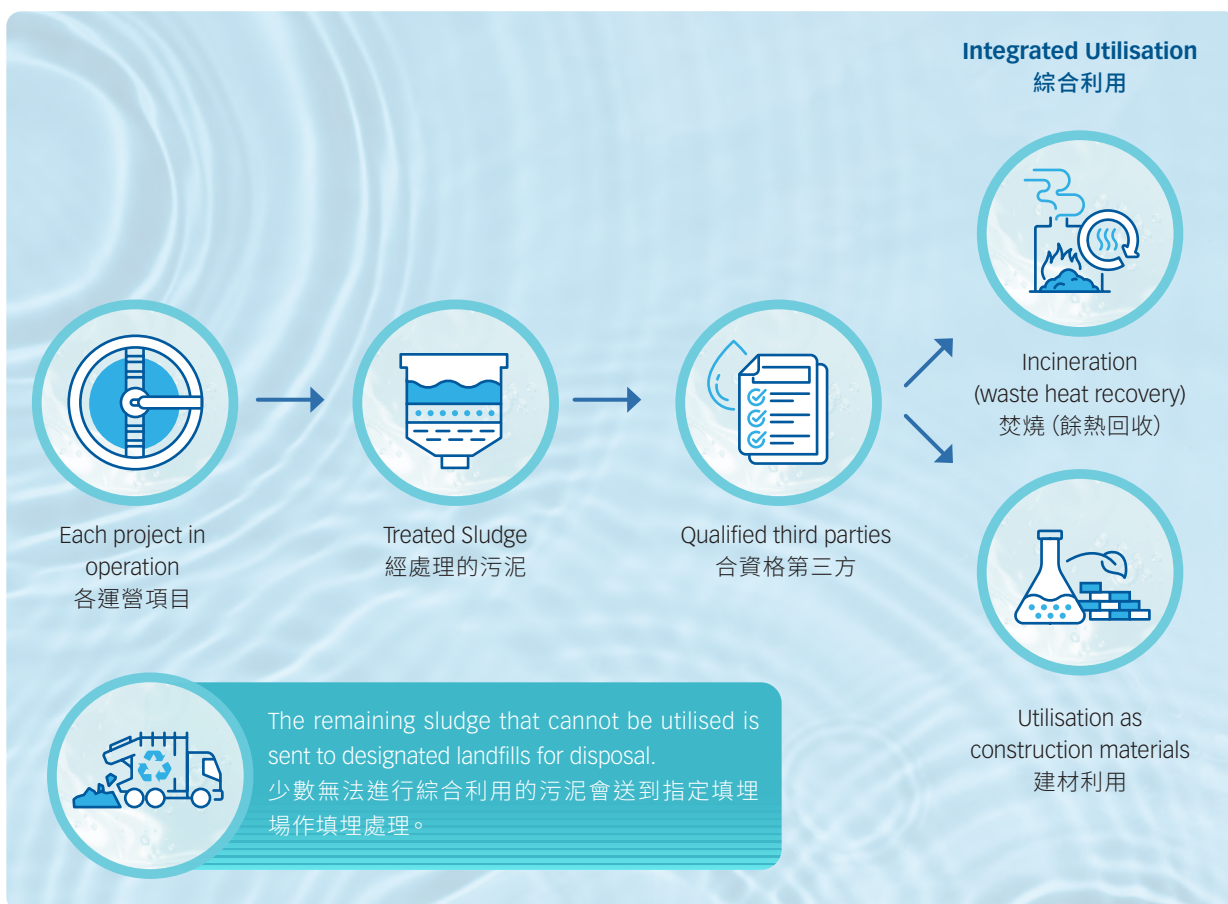 Integrated Utilisation
綜合利用
Incineration
(waste heat recovery)
焚燒（餘熱回收）
Each project in
operation
各運營項目
Treated Sludge
經處理的污泥
Qualified third parties
合資格第三方
Utilisation as
construction materials
建材利用
The remaining sludge that cannot be utilised is
sent to designated landfills for disposal.
少數無法進行綜合利用的污泥會送到指定填埋
場作填埋處理。